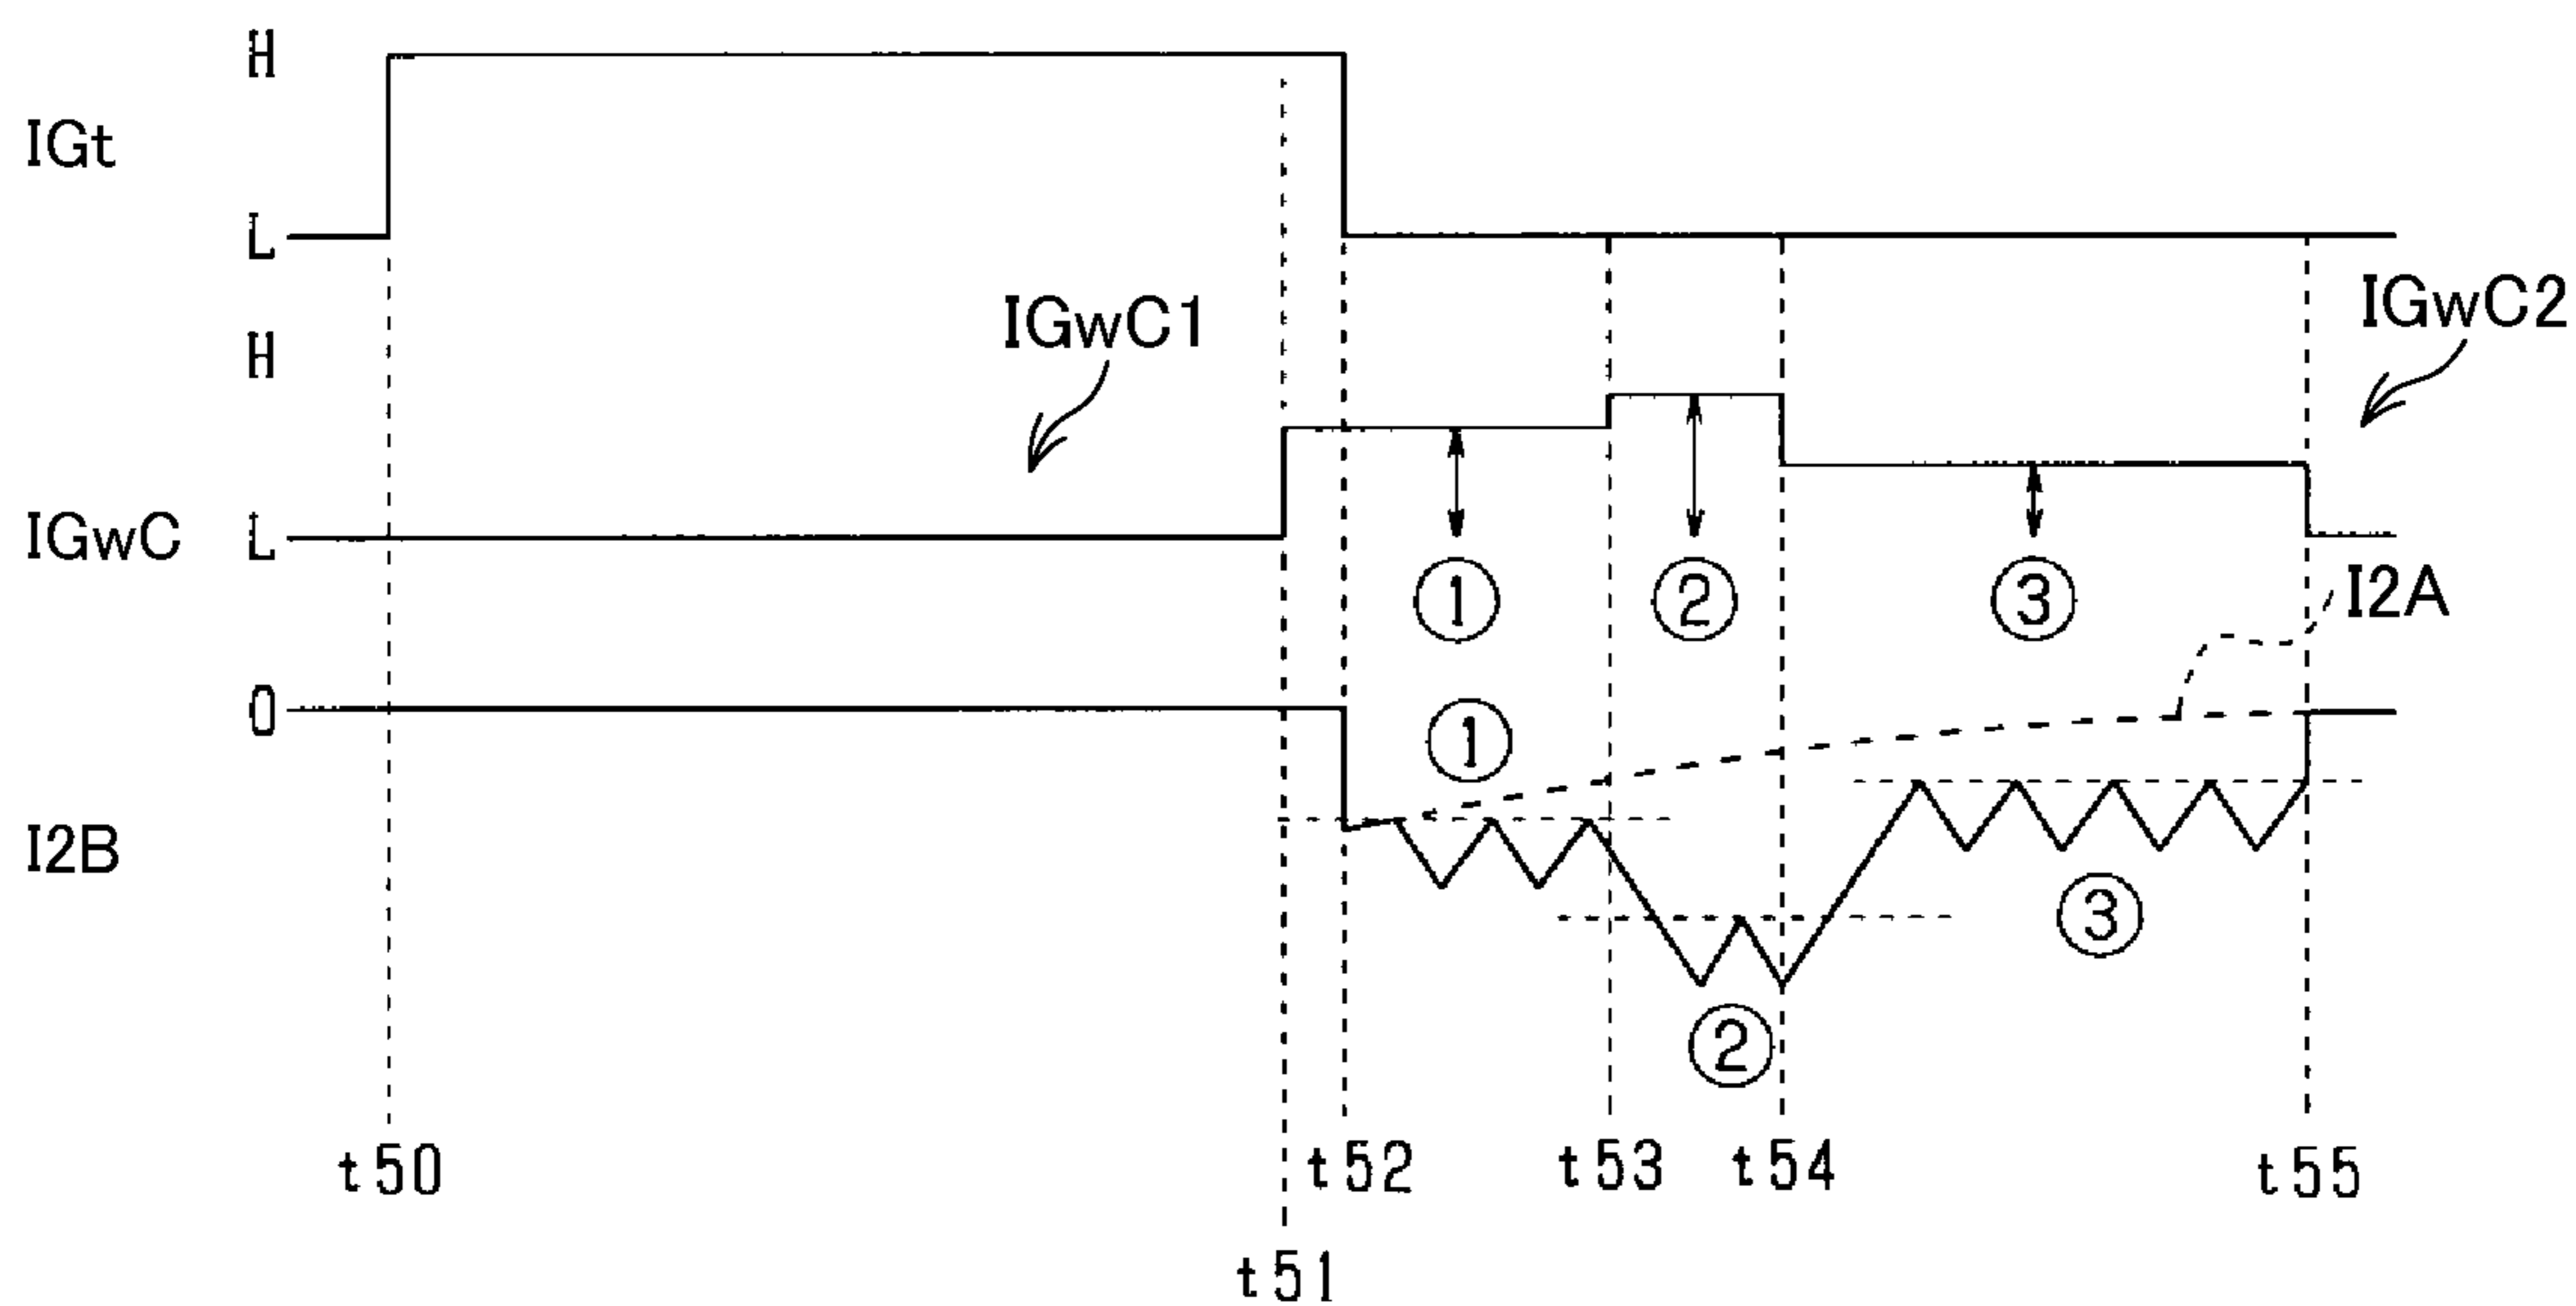 H
IGt
L
IGwC1
IGwC2
H
IGwC L
① ② ③
I2A
0
①
I2B
③
②
t50 t52 t53 t54 t55
t51